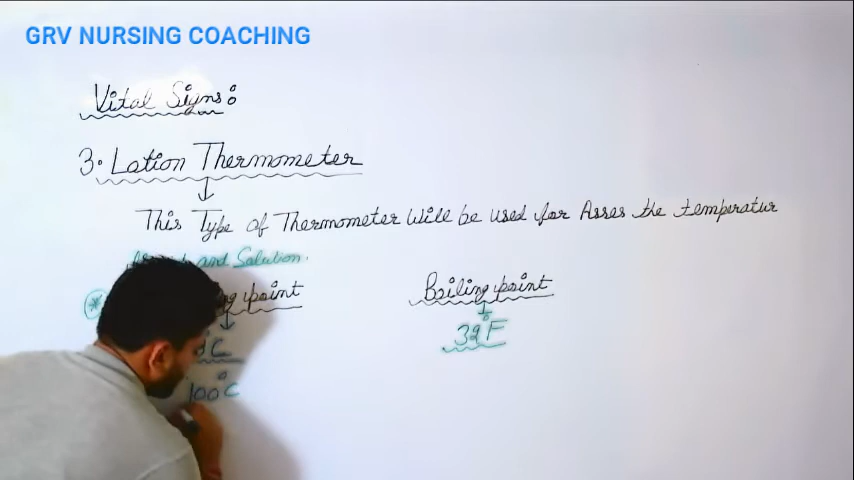 GRV NURSING COACHING
Vital Signs:
3. Lotion Thermometer
This Type of Thermometer Will be used for Asses the temperatur
and Solution.
point Boiling point
°C 32°F
100°C